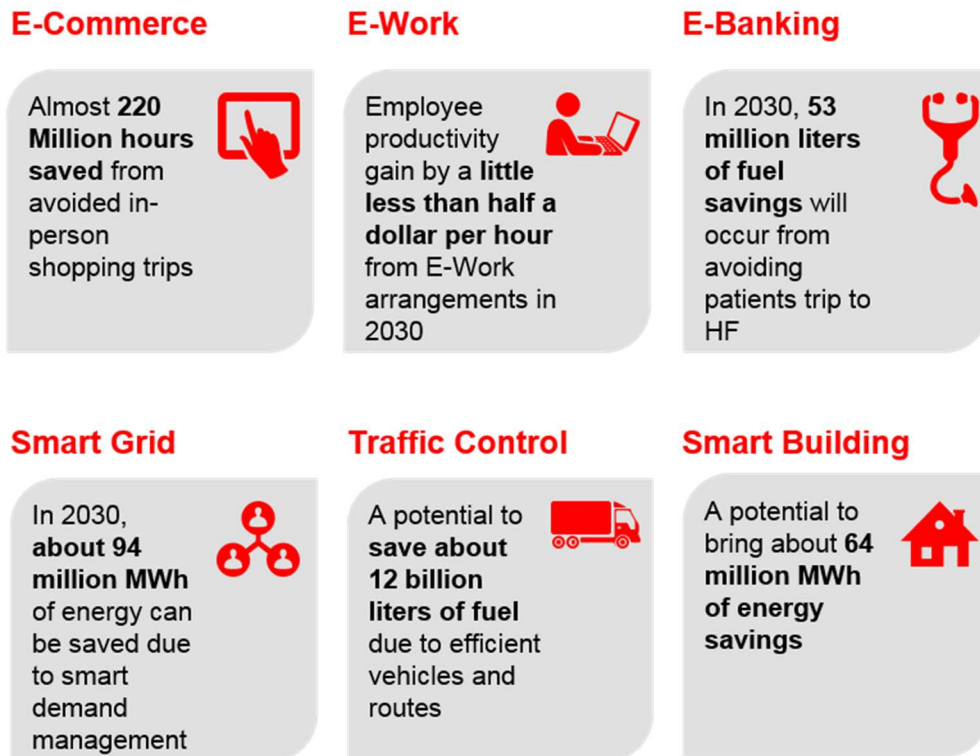 E-Commerce
Almost 220
Million hours
saved from
avoided in-
person
shopping trips
E-Work
Employee
productivity
gain by a little
less than half a
dollar per hour
from E-Work
arrangements in
2030
E-Banking
In 2030, 53
million liters
of fuel
savings will
occur from
avoiding
patients trip to
HF
Smart Grid
In 2030,
about 94
million MWh
of energy can
be saved due
to smart
demand
management
Traffic Control
A potential to
save about
12 billion
liters of fuel
due to efficient
vehicles and
routes
Smart Building
A potential to
bring about 64
million MWh
of energy
savings